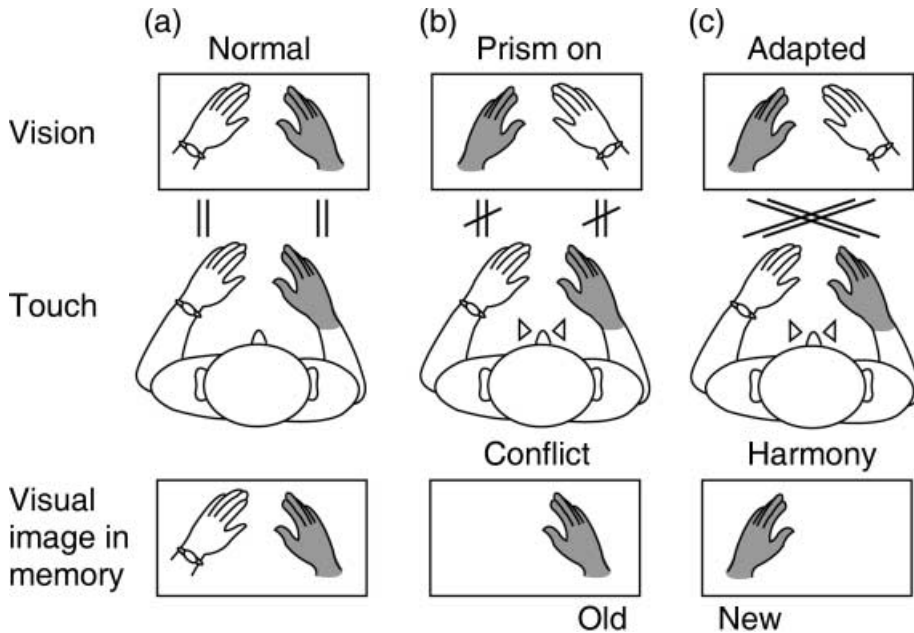 (a)
(b)
(c)
Normal
Prism on
Adapted
Vision
Touch
Conflict
Harmony
Visual
image in
memory
Old
New